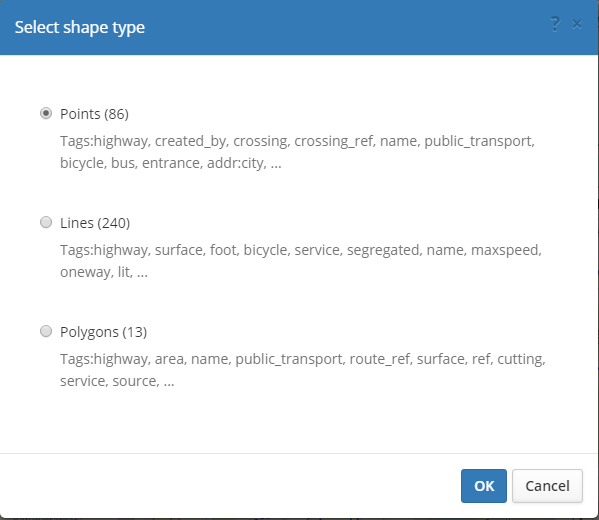 Select shape type
? ×
Points (86)
Tags:highway, created_by, crossing, crossing_ref, name, public_transport,
bicycle, bus, entrance, addr:city, ...
Lines (240)
Tags:highway, surface, foot, bicycle, service, segregated, name, maxspeed,
oneway, lit, ...
Polygons (13)
Tags:highway, area, name, public_transport, route_ref, surface, ref, cutting,
service, source, ...
OK Cancel